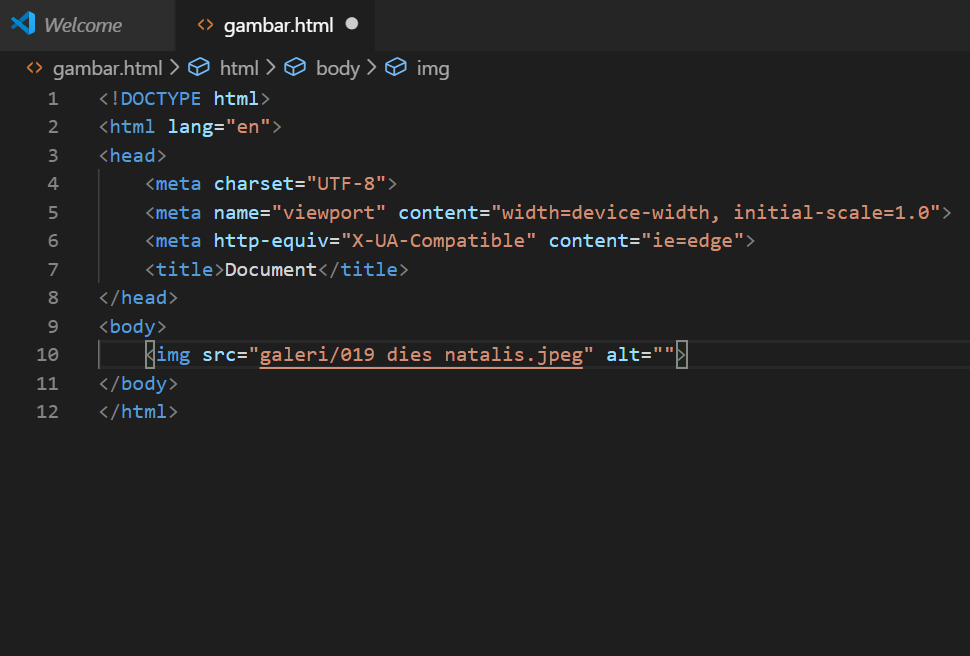 Welcome
gambar.html
gambar.html > html > body > img
1 <!DOCTYPE html>
2 <html lang="en">
3 <head>
4     <meta charset="UTF-8">
5     <meta name="viewport" content="width=device-width, initial-scale=1.0">
6     <meta http-equiv="X-UA-Compatible" content="ie=edge">
7     <title>Document</title>
8 </head>
9 <body>
10     <img src="galeri/019 dies natalis.jpeg" alt="">
11 </body>
12 </html>